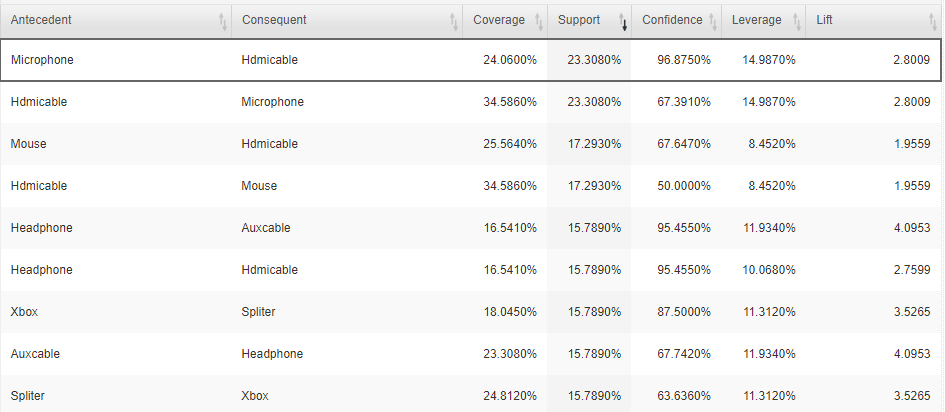 Antecedent Consequent Coverage Support Confidence Leverage Lift
Microphone Hdmicable 24.0600% 23.3080% 96.8750% 14.9870% 2.8009
Hdmicable Microphone 34.5860% 23.3080% 67.3910% 14.9870% 2.8009
Mouse Hdmicable 25.5640% 17.2930% 67.6470% 8.4520% 1.9559
Hdmicable Mouse 34.5860% 17.2930% 50.0000% 8.4520% 1.9559
Headphone Auxcable 16.5410% 15.7890% 95.4550% 11.9340% 4.0953
Headphone Hdmicable 16.5410% 15.7890% 95.4550% 10.0680% 2.7599
Xbox Spliter 18.0450% 15.7890% 87.5000% 11.3120% 3.5265
Auxcable Headphone 23.3080% 15.7890% 67.7420% 11.9340% 4.0953
Spliter Xbox 24.8120% 15.7890% 63.6360% 11.3120% 3.5265